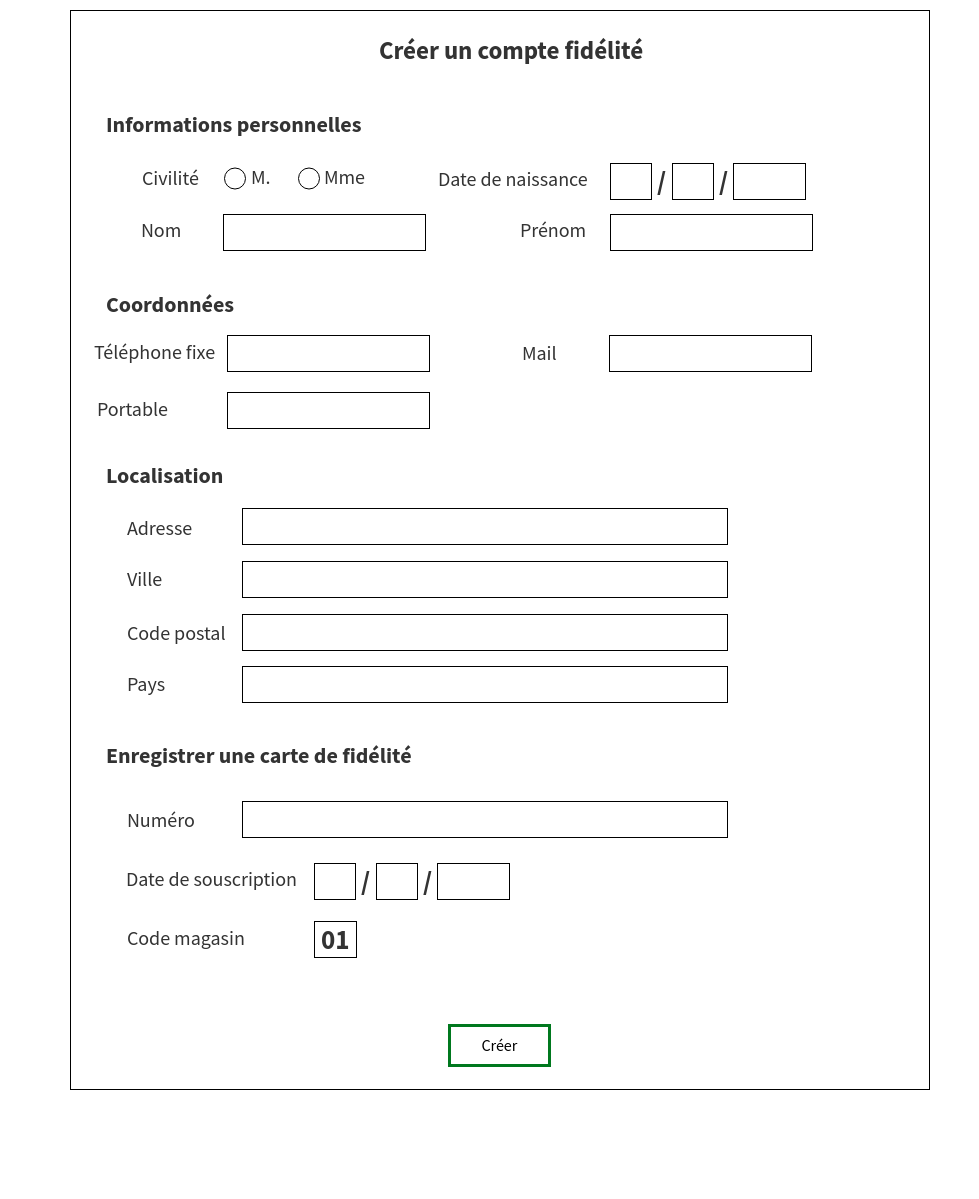 Créer un compte fidélité
Informations personnelles
Civilité M. Mme Date de naissance / /
Nom Prénom
Coordonnées
Téléphone fixe Mail
Portable
Localisation
Adresse
Ville
Code postal
Pays
Enregistrer une carte de fidélité
Numéro
Date de souscription / /
Code magasin 01
Créer